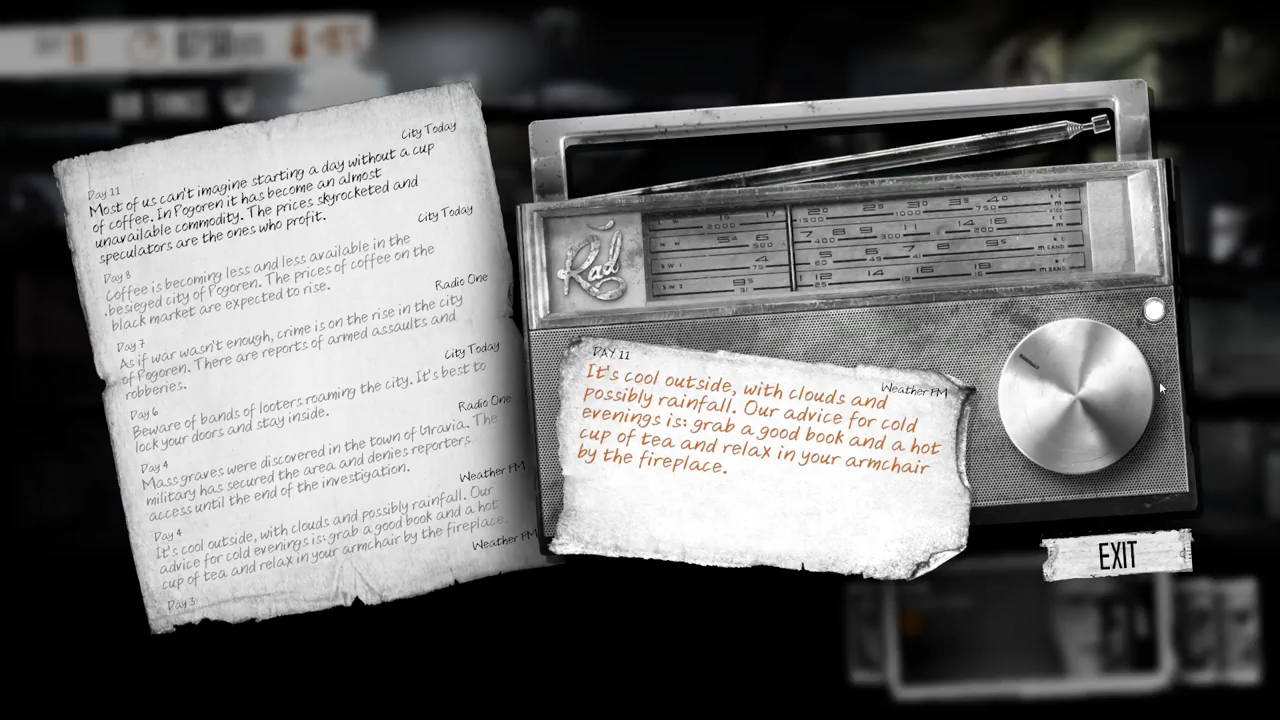 City Today
Day 11
Most of us can't imagine starting a day without a cup
of coffee. In Pogoren it has become an almost
unavailable commodity. The prices skyrocketed and
speculators are the ones who profit.
City Today
Day 8
Coffee is becoming less and less available in the
besieged city of Pogoren. The prices of coffee on the
black market are expected to rise.
Radio One
Day 7
As if war wasn't enough, crime is on the rise in the city
of Pogoren. There are reports of armed assaults and
robberies.
City Today
Day 6
Beware of bands of looters roaming the city. It's best to
lock your doors and stay inside.
Radio One
Day 4
Mass graves were discovered in the town of Gravia. The
military has secured the area and denies reporters
access until the end of the investigation.
Weather FM
Day 4
It's cool outside, with clouds and possibly rainfall. Our
advice for cold evenings is: grab a good book and a hot
cup of tea and relax in your armchair by the fireplace.
Weather FM
Day 3
Rad
DAY 11
Weather FM
It's cool outside, with clouds and
possibly rainfall. Our advice for cold
evenings is: grab a good book and a hot
cup of tea and relax in your armchair
by the fireplace.
EXIT